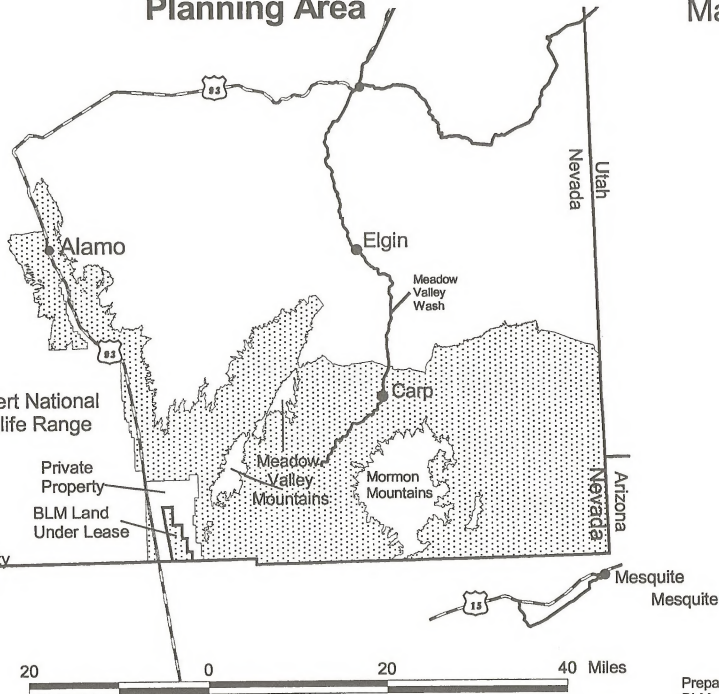 Planning Area
Ma
93
Utah
Nevada
Alamo
Elgin
Meadow
Valley
Wash
93
Carp
ert National
life Range
Private
Property
Meadow
Valley
Mountains
Mormon
Mountains
BLM Land
Under Lease
Arizona
Nevada
Mesquite
Mesquite
15
20 0 20 40 Miles
Prepa